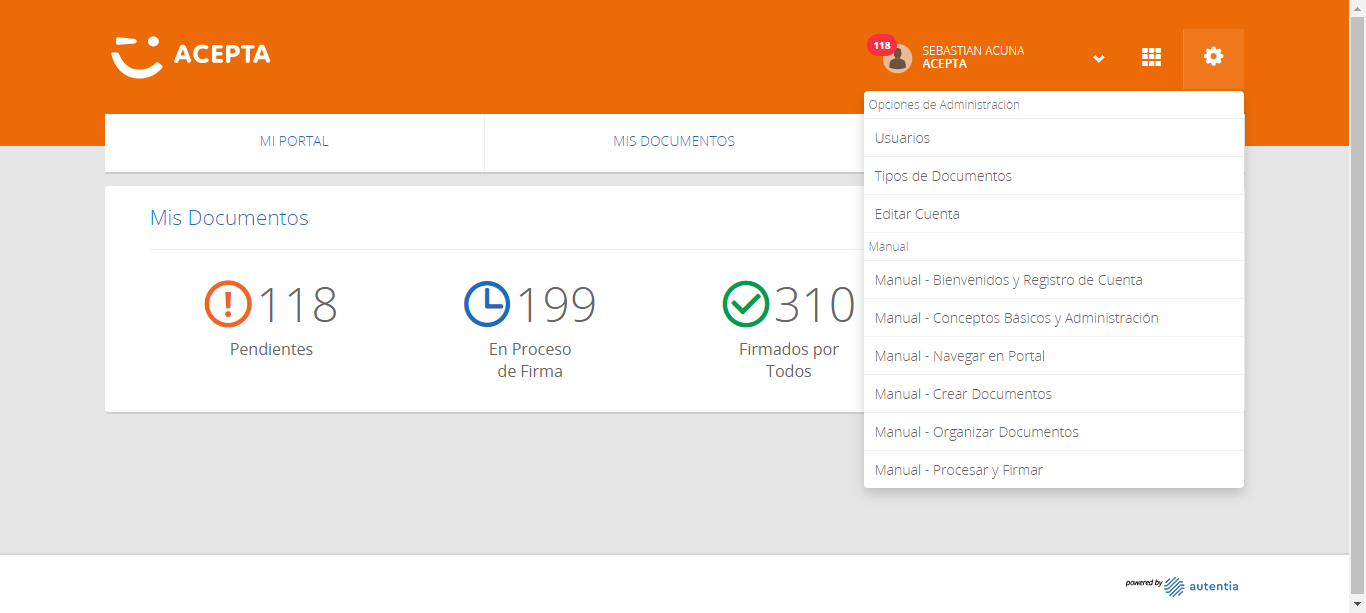 ACEPTA
118
SEBASTIAN ACUNA
ACEPTA
MI PORTAL
MIS DOCUMENTOS
Opciones de Administración
Usuarios
Tipos de Documentos
Editar Cuenta
Manual
Manual - Bienvenidos y Registro de Cuenta
Manual - Conceptos Básicos y Administración
Manual - Navegar en Portal
Manual - Crear Documentos
Manual - Organizar Documentos
Manual - Procesar y Firmar
Mis Documentos
118
Pendientes
199
En Proceso
de Firma
310
Firmados por
Todos
powered by autentia